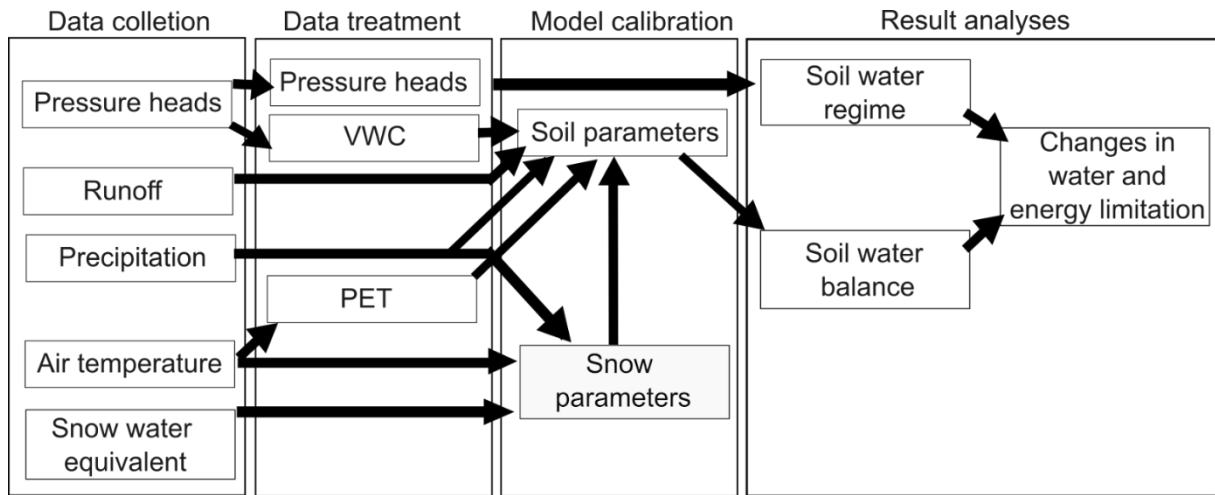 Data colletion
Data treatment
Model calibration
Result analyses
Pressure heads
Runoff
Precipitation
Air temperature
Snow water
equivalent
Pressure heads
VWC
PET
Soil parameters
Snow
parameters
Soil water
regime
Soil water
balance
Changes in
water and
energy limitation